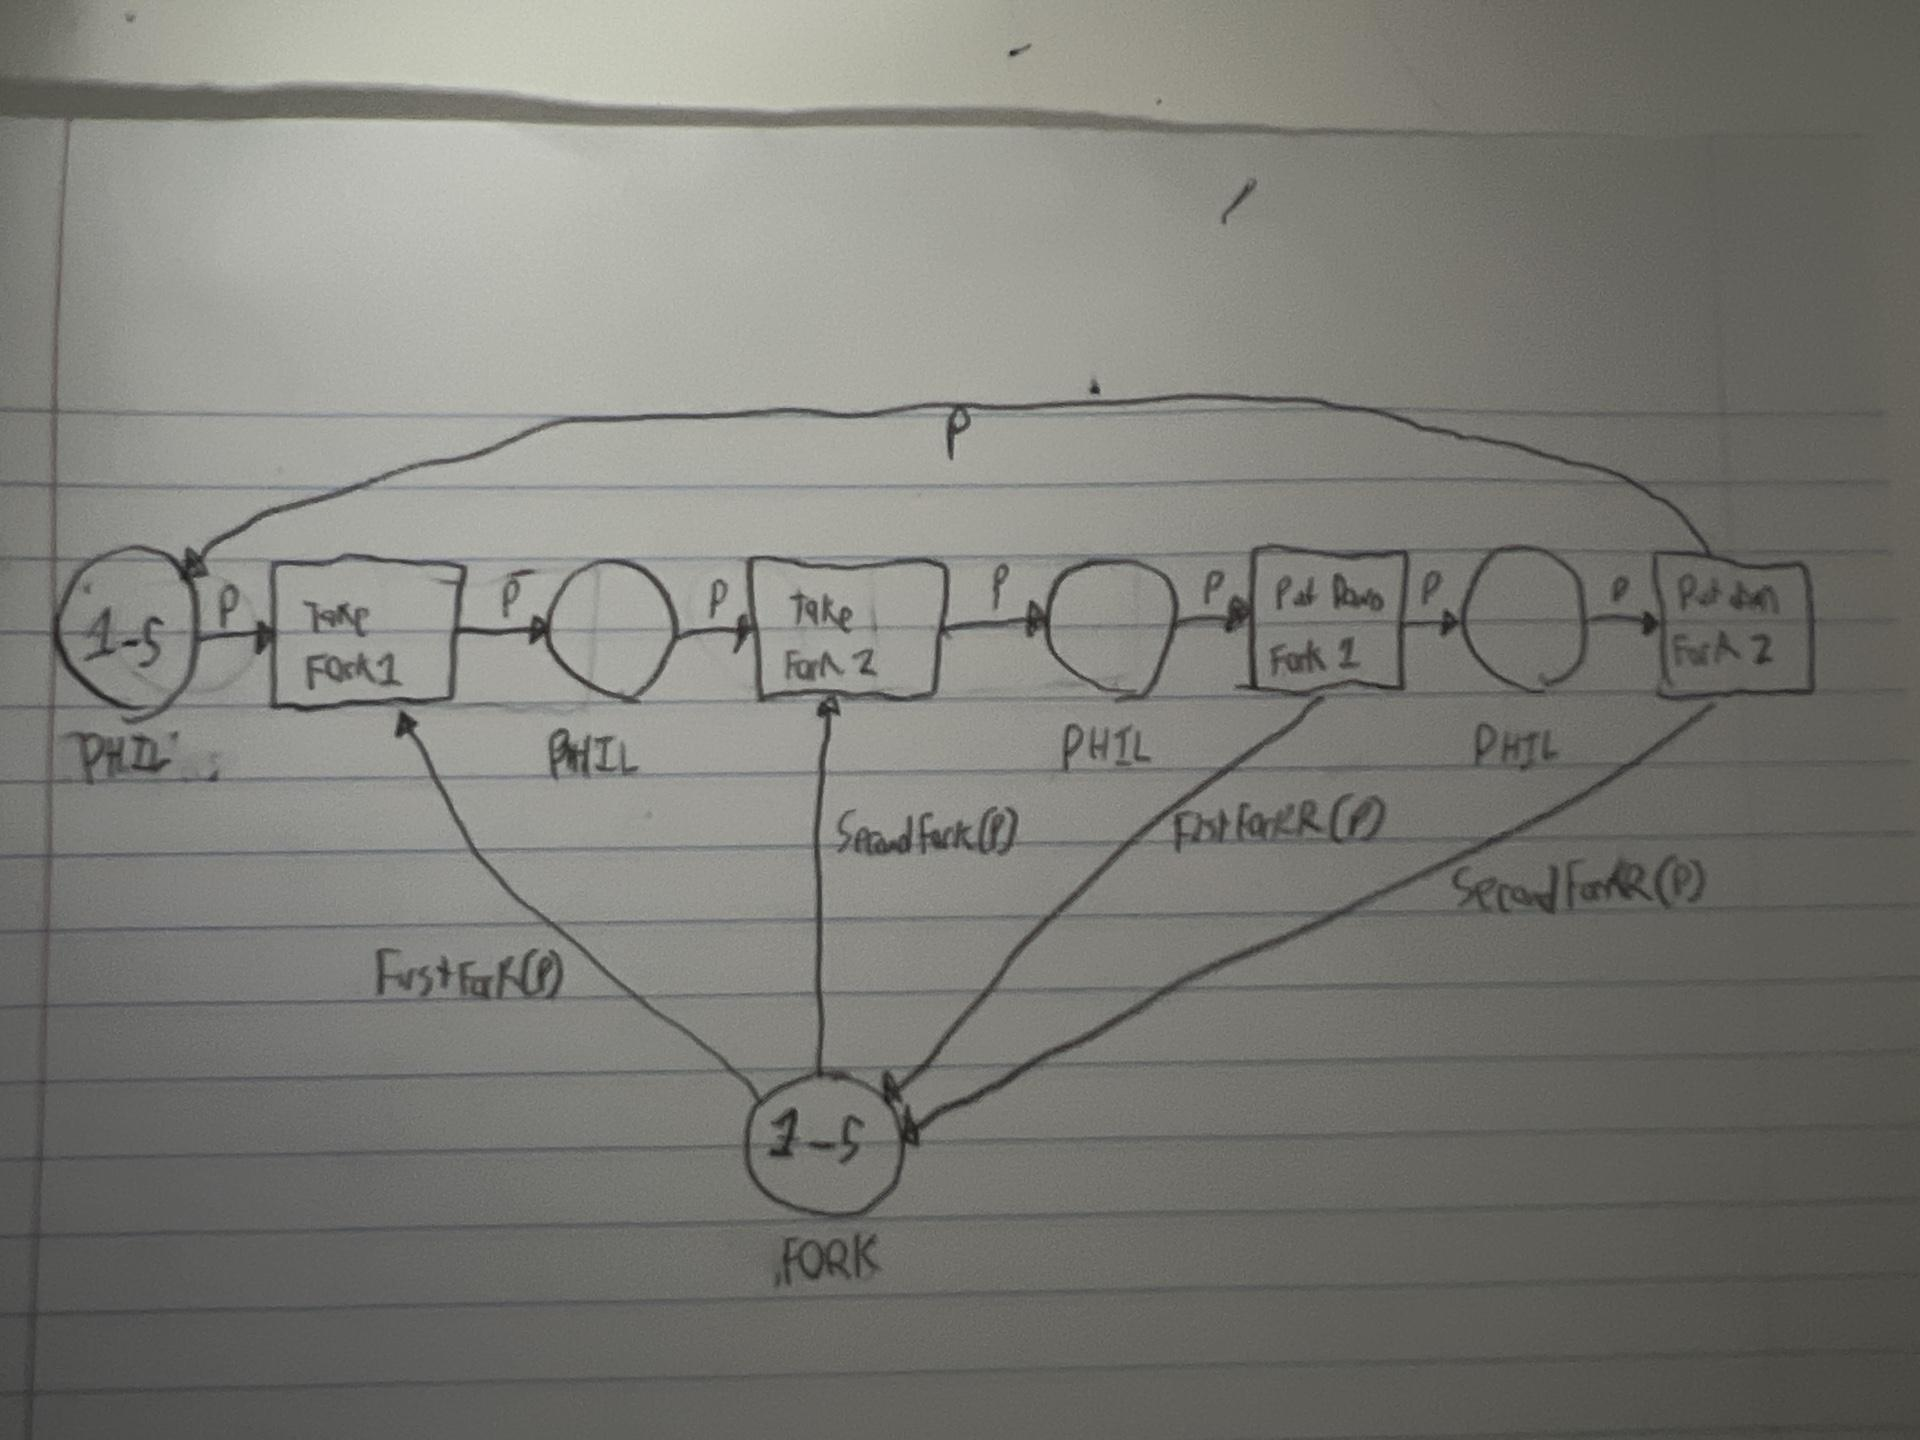 P
1-5
P
Take
Fork 1
P
P
Take
Fork 2
P
P
Put Down
Fork 1
P
P
Put down
Fork 2
PHIL
PHIL
PHIL
PHIL
SecondFork(P)
FirstForkR(P)
SecondForkR(P)
FirstFork(P)
1-5
FORK